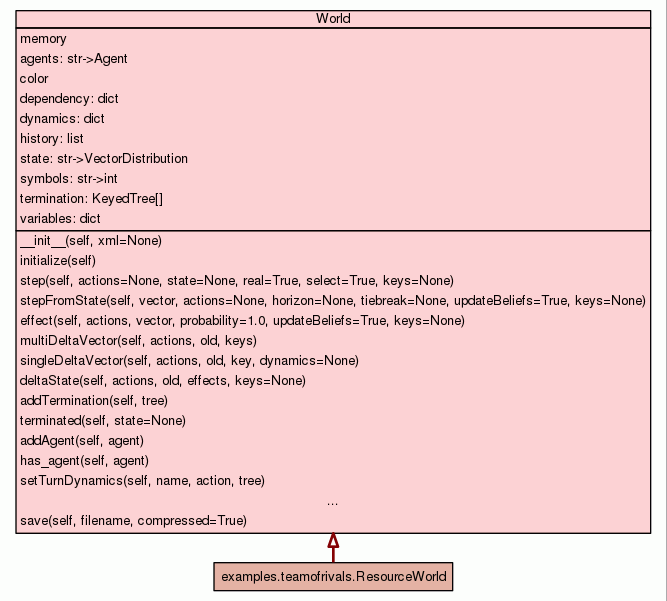 World
memory
agents: str->Agent
color
dependency: dict
dynamics: dict
history: list
state: str->VectorDistribution
symbols: str->int
termination: KeyedTree[]
variables: dict
__init__(self, xml=None)
initialize(self)
step(self, actions=None, state=None, real=True, select=True, keys=None)
stepFromState(self, vector, actions=None, horizon=None, tiebreak=None, updateBeliefs=True, keys=None)
effect(self, actions, vector, probability=1.0, updateBeliefs=True, keys=None)
multiDeltaVector(self, actions, old, keys)
singleDeltaVector(self, actions, old, key, dynamics=None)
deltaState(self, actions, old, effects, keys=None)
addTermination(self, tree)
terminated(self, state=None)
addAgent(self, agent)
has_agent(self, agent)
setTurnDynamics(self, name, action, tree)
...
save(self, filename, compressed=True)
examples.teamofrivals.ResourceWorld